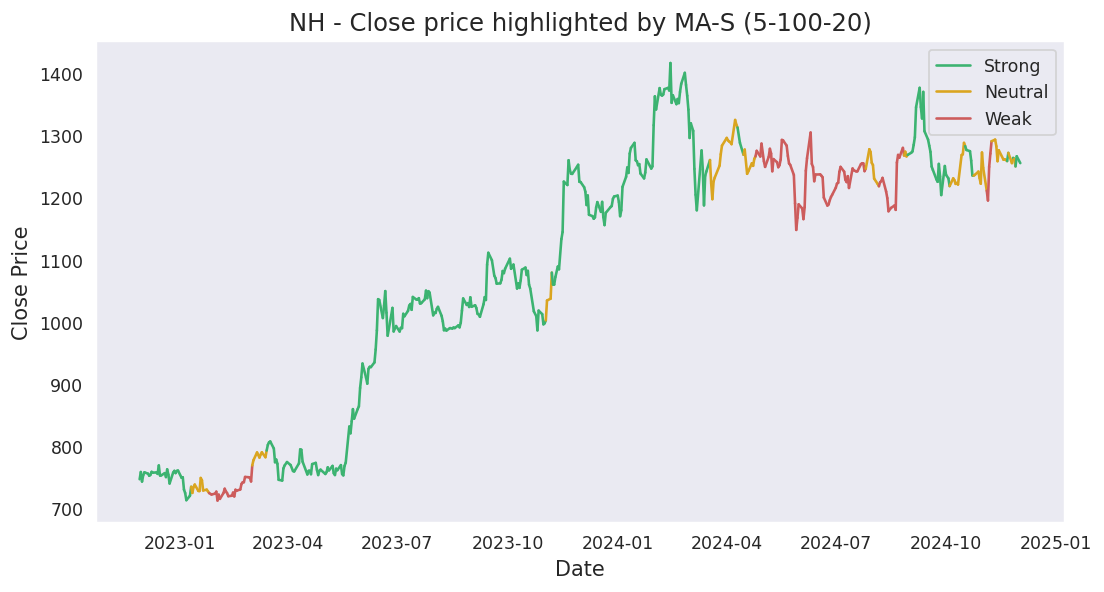 NH - Close price highlighted by MA-S (5-100-20)
Strong
Neutral
Weak
Close Price
1400
1300
1200
1100
1000
900
800
700
2023-01
2023-04
2023-07
2023-10
2024-01
2024-04
2024-07
2024-10
2025-01
Date